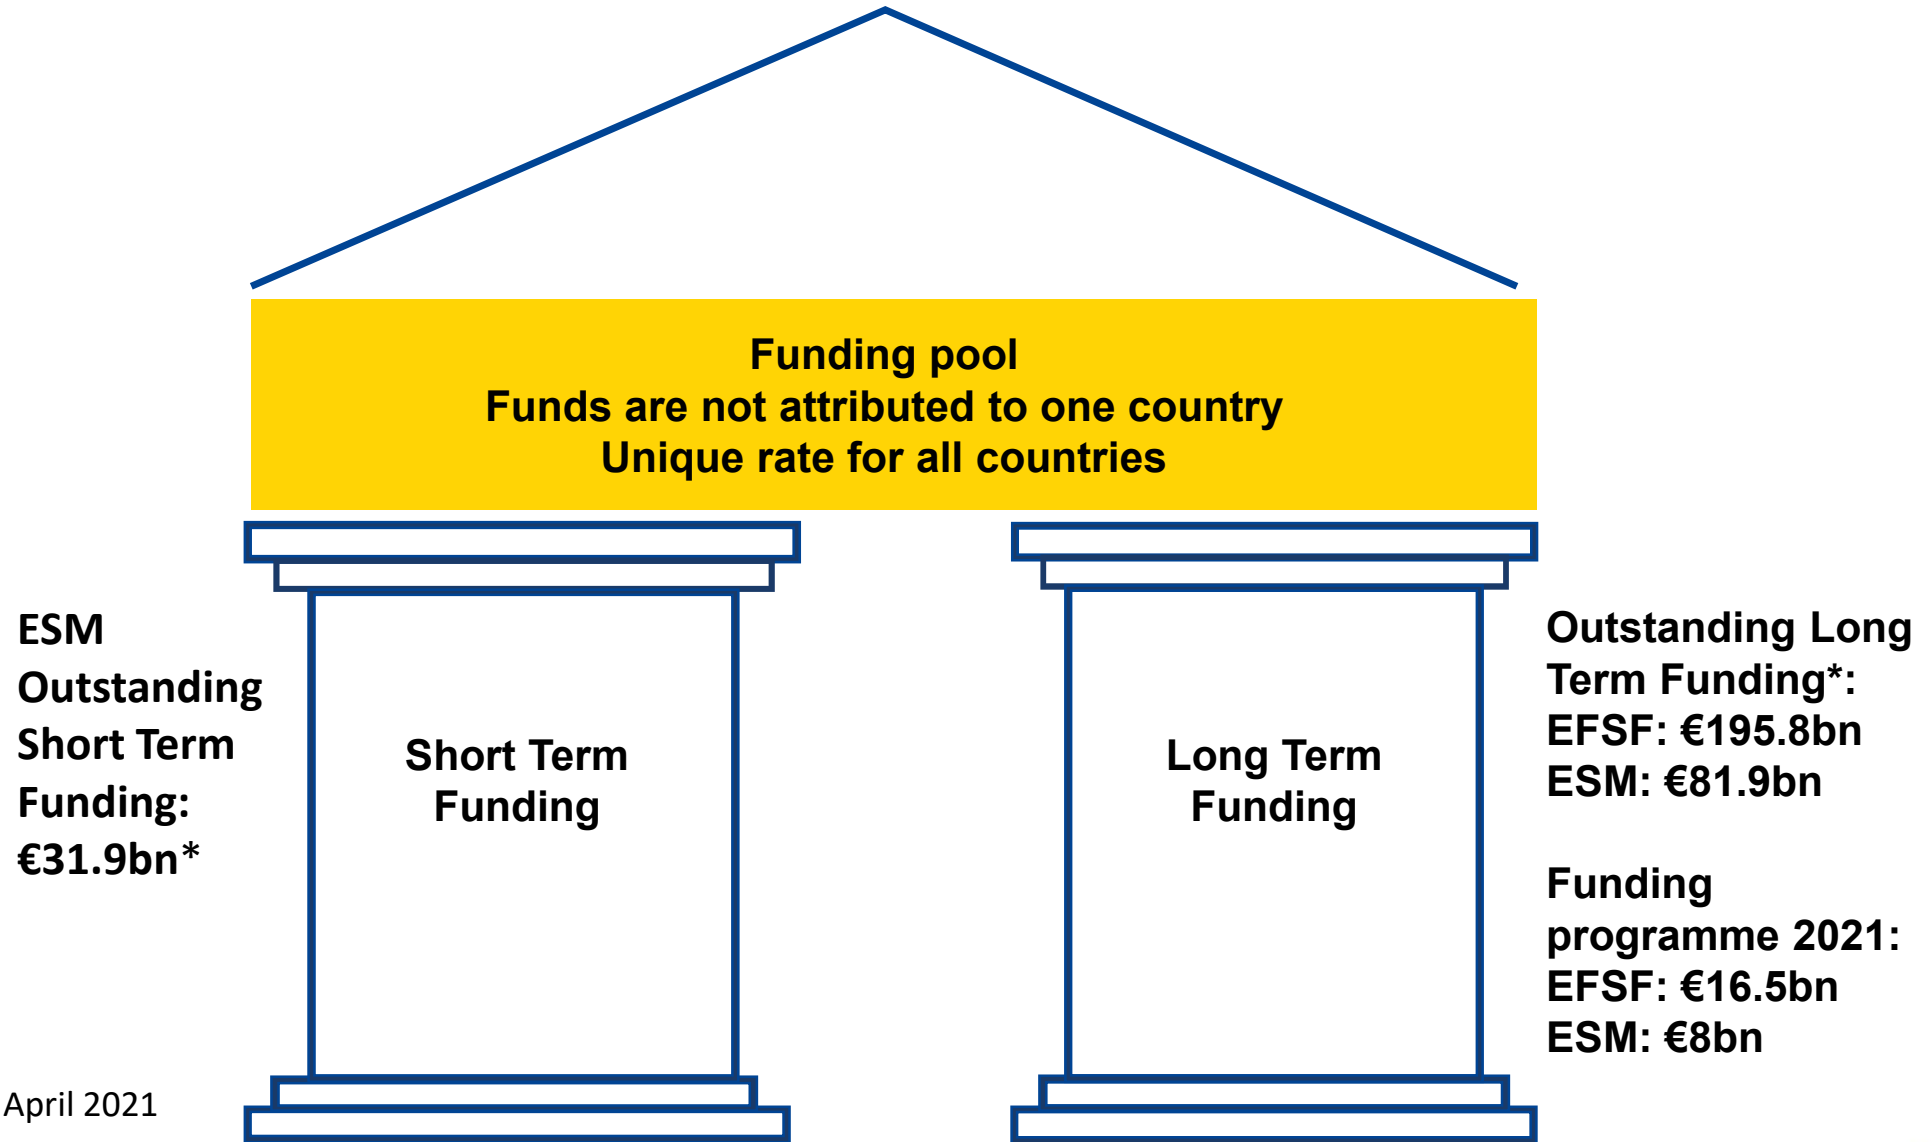 Funding pool
Funds are not attributed to one country
Unique rate for all countries
ESM
Outstanding
Short Term
Funding:
€31.9bn*
Short Term
Funding
Long Term
Funding
Outstanding Long
Term Funding*:
EFSF: €195.8bn
ESM: €81.9bn
Funding
programme 2021:
EFSF: €16.5bn
ESM: €8bn
April 2021